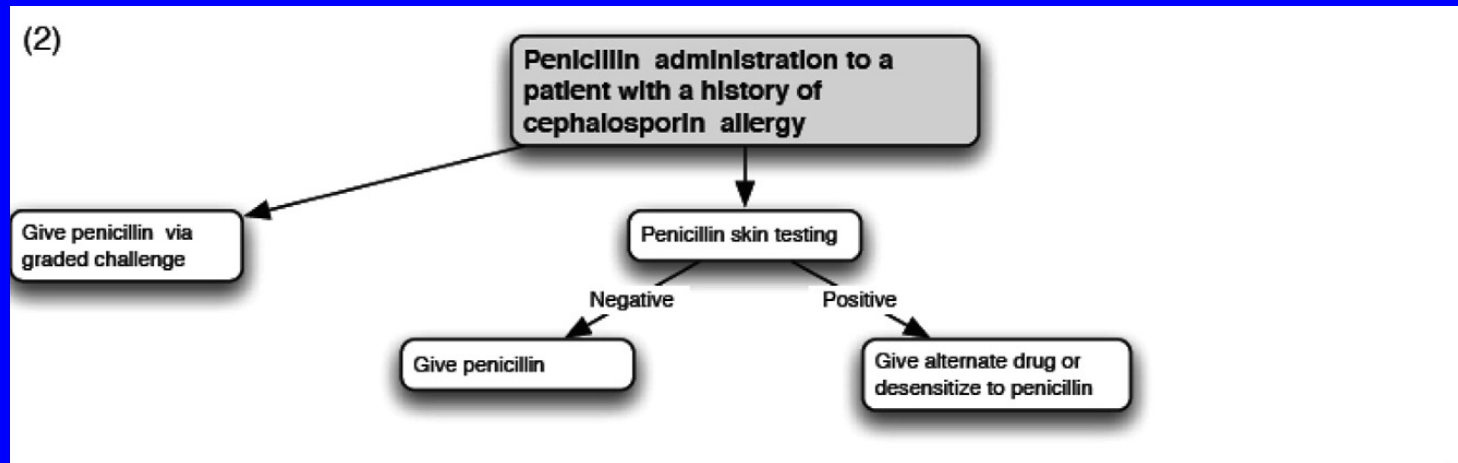 (2)
Penicillin administration to a
patient with a history of
cephalosporin allergy
Give penicillin via
graded challenge
Penicillin skin testing
Negative
Positive
Give penicillin
Give alternate drug or
desensitize to penicillin